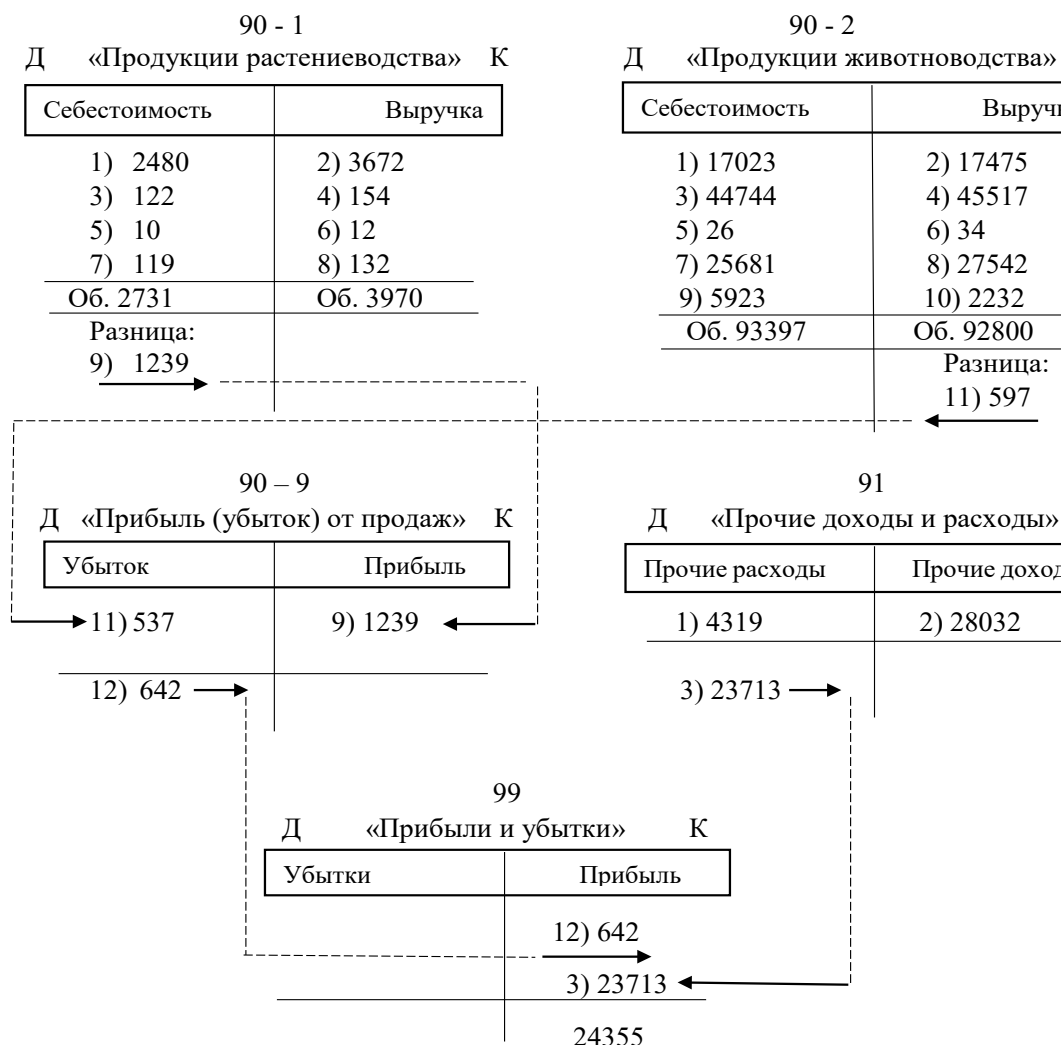 90 - 1
Д «Продукции растениеводства» К
Себестоимость Выручка
1) 2480 2) 3672
3) 122 4) 154
5) 10 6) 12
7) 119 8) 132
Об. 2731 Об. 3970
Разница:
9) 1239
90 - 2
Д «Продукции животноводства»
Себестоимость Выруч
1) 17023 2) 17475
3) 44744 4) 45517
5) 26 6) 34
7) 25681 8) 27542
9) 5923 10) 2232
Об. 93397 Об. 92800
Разница:
11) 597
90 – 9
Д «Прибыль (убыток) от продаж» К
Убыток Прибыль
11) 537 9) 1239
12) 642
91
Д «Прочие доходы и расходы»
Прочие расходы Прочие доход
1) 4319 2) 28032
3) 23713
99
Д «Прибыли и убытки» К
Убытки Прибыль
12) 642
3) 23713
24355